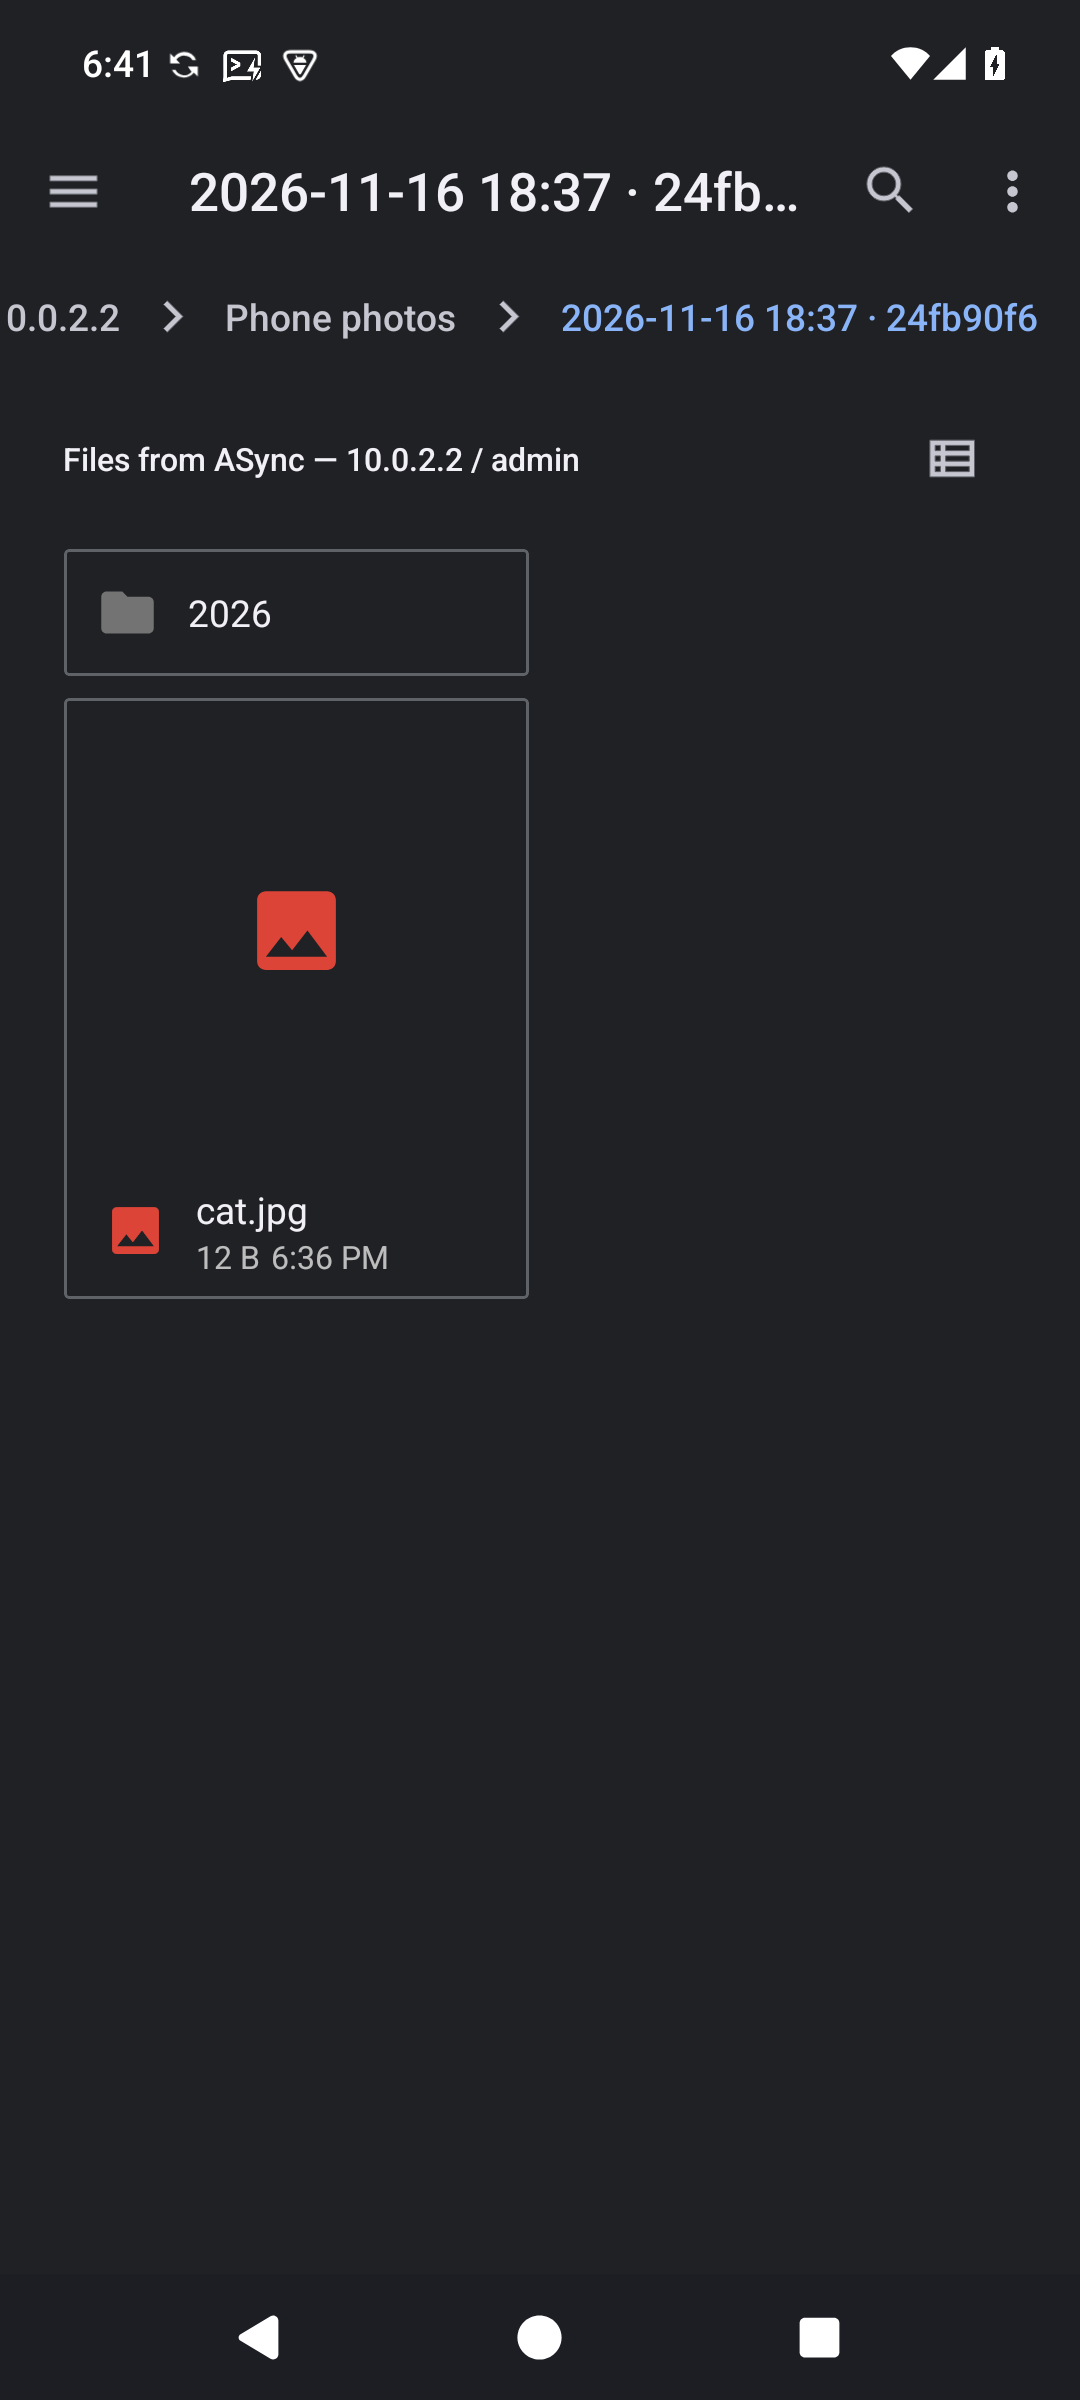 6:41
2026-11-16 18:37 · 24fb…
0.0.2.2 > Phone photos > 2026-11-16 18:37 · 24fb90f6
Files from ASync — 10.0.2.2 / admin
2026
cat.jpg
12 B 6:36 PM